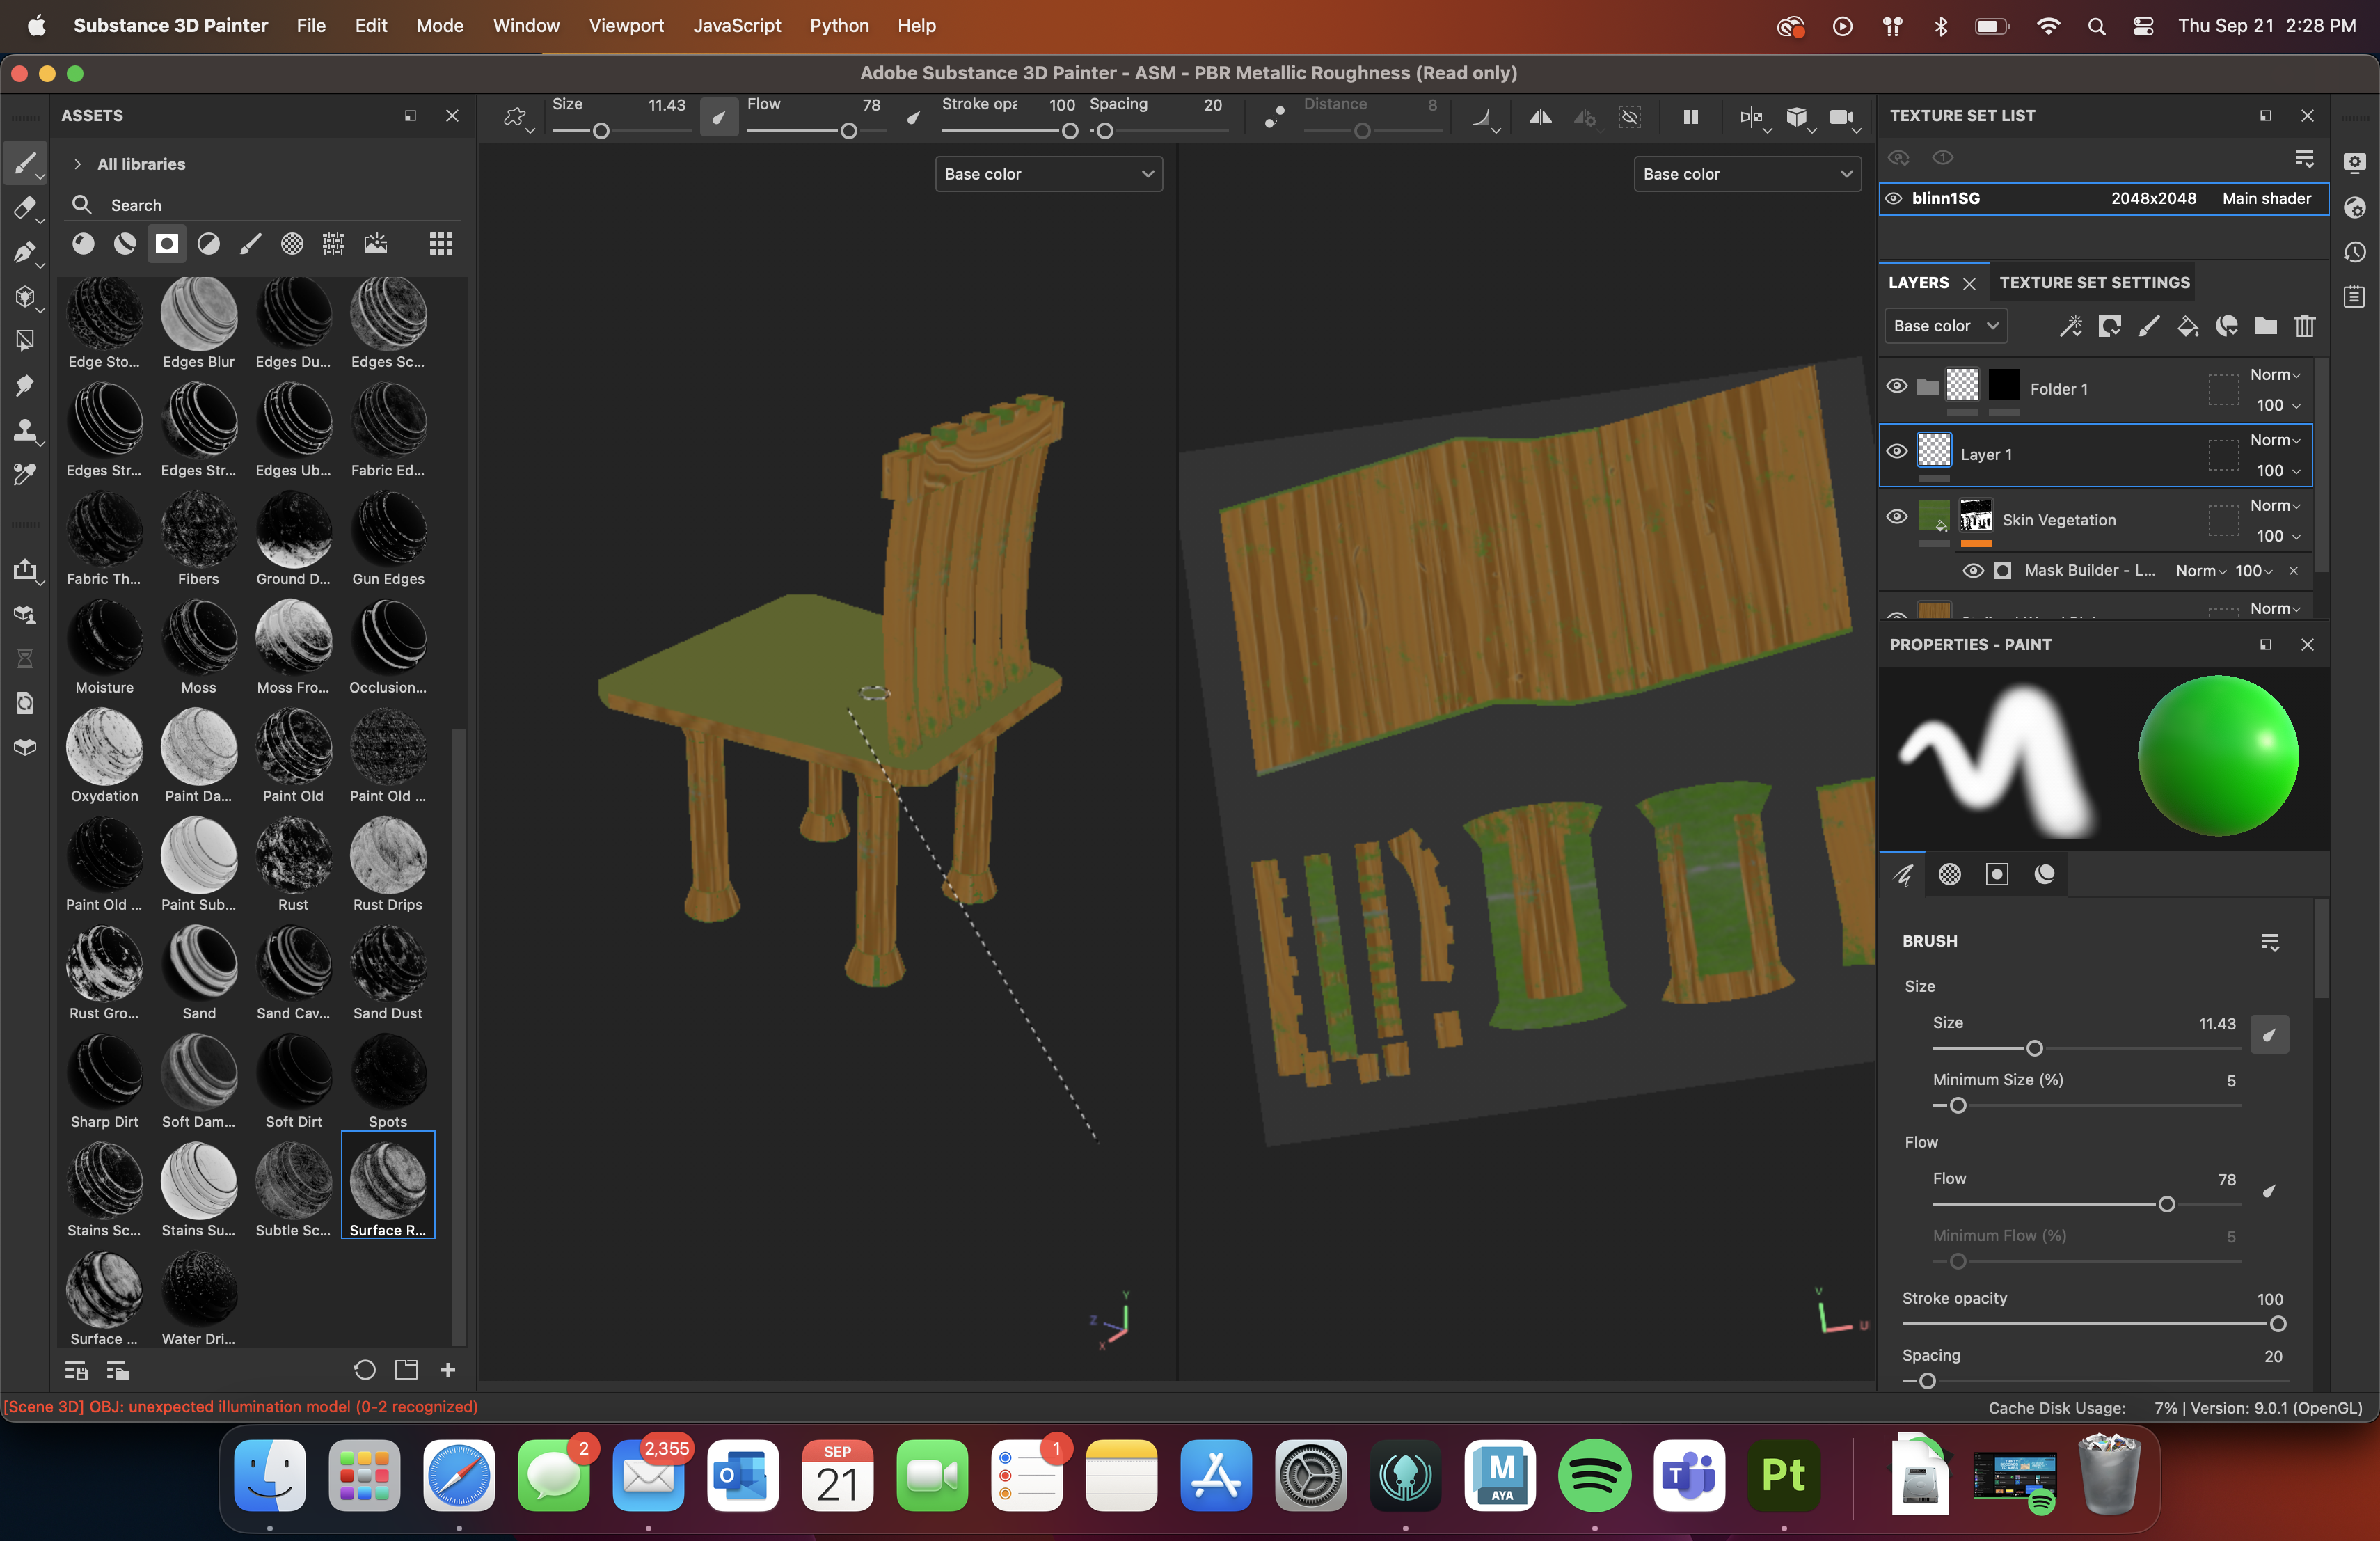 Substance 3D Painter File Edit Mode Window Viewport JavaScript Python Help Thu Sep 21 2:28 PM
Adobe Substance 3D Painter - ASM - PBR Metallic Roughness (Read only)
ASSETS
Size 11.43 Flow 78 Stroke opa 100 Spacing 20 Distance 8
All libraries
Search
Base color
Base color
Edge Sto... Edges Blur Edges Du... Edges Sc...
Edges Str... Edges Str... Edges Ub... Fabric Ed...
Fabric Th... Fibers Ground D... Gun Edges
Moisture Moss Moss Fro... Occlusion...
Oxydation Paint Da... Paint Old Paint Old ...
Paint Old ... Paint Sub... Rust Rust Drips
Rust Gro... Sand Sand Cav... Sand Dust
Sharp Dirt Soft Dam... Soft Dirt Spots
Stains Sc... Stains Su... Subtle Sc... Surface R...
Surface ... Water Dri...
Y
Z
X
V
U
TEXTURE SET LIST
blinn1SG 2048x2048 Main shader
LAYERS TEXTURE SET SETTINGS
Base color
Folder 1 Norm
100
Layer 1 Norm
100
Skin Vegetation Norm
100
Mask Builder - L... Norm 100
Norm
PROPERTIES - PAINT
BRUSH
Size
Size 11.43
Minimum Size (%) 5
Flow
Flow 78
Minimum Flow (%) 5
Stroke opacity 100
Spacing 20
[Scene 3D] OBJ: unexpected illumination model (0-2 recognized)
Cache Disk Usage: 7% | Version: 9.0.1 (OpenGL)
2
2,355
SEP
21
1
M
AYA
T
Pt